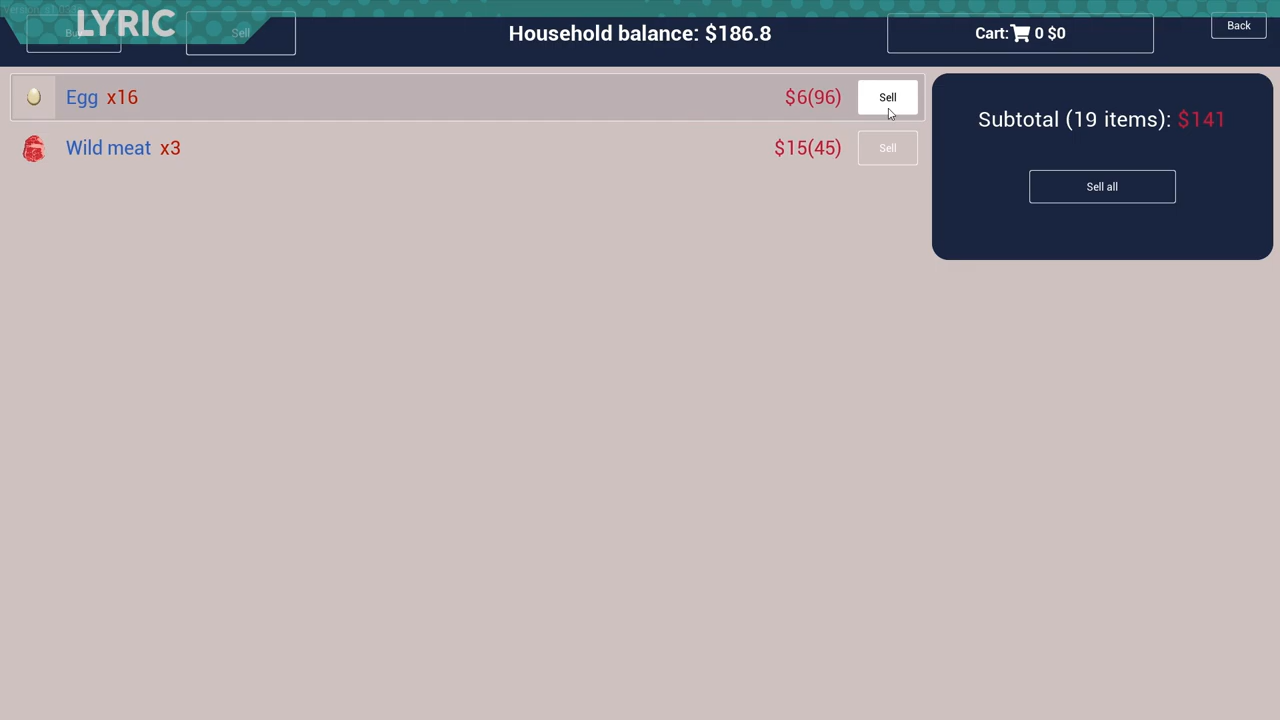 LYRIC
Sell
Household balance: $186.8
Cart: 0 $0
Back
Egg x16
$6(96)
Sell
Wild meat x3
$15(45)
Sell
Subtotal (19 items): $141
Sell all